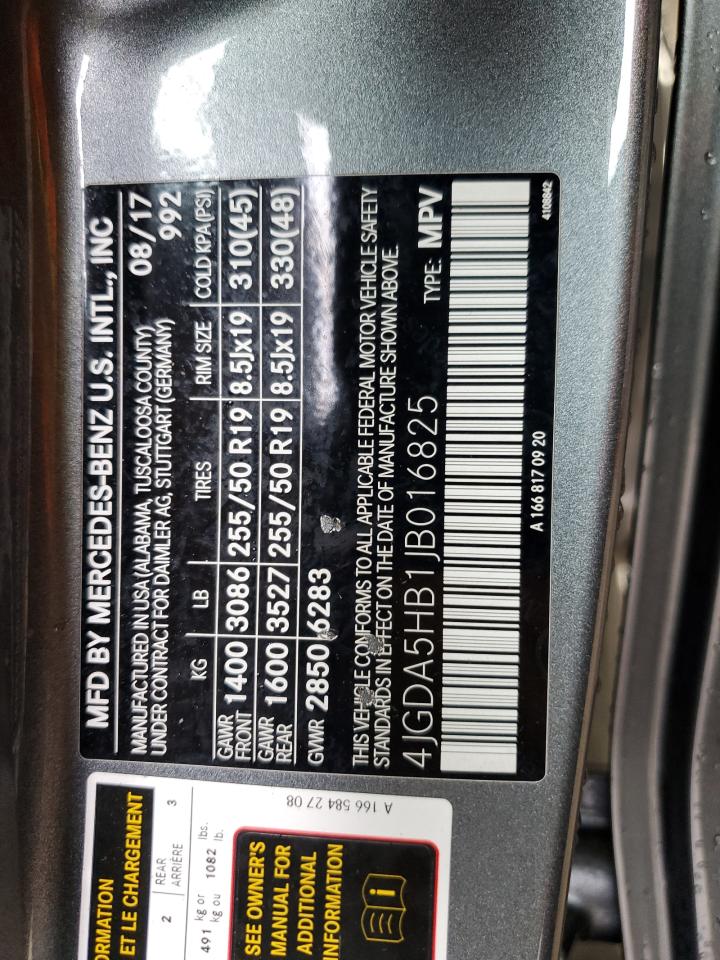 MFD BY MERCEDES-BENZ U.S. INTL., INC
MANUFACTURED IN USA (ALABAMA, TUSCALOOSA COUNTY) 08/17
UNDER CONTRACT FOR DAIMLER AG, STUTTGART (GERMANY) 992
KG LB TIRES RIM SIZE COLD KPA(PSI)
GAWR
FRONT 1400 3086 255/50 R19 8.5Jx19 310(45)
GAWR
REAR 1600 3527 255/50 R19 8.5Jx19 330(48)
GVWR 2850 6283
THIS VEHICLE CONFORMS TO ALL APPLICABLE FEDERAL MOTOR VEHICLE SAFETY
STANDARDS IN EFFECT ON THE DATE OF MANUFACTURE SHOWN ABOVE.
4JGDA5HB1JB016825 TYPE: MPV
A 166 817 09 20
4108842
ORMATION
ET LE CHARGEMENT
2 REAR 3
ARRIÈRE
491 kg or 1082 lbs.
kg ou lb.
SEE OWNER'S
MANUAL FOR
ADDITIONAL
INFORMATION
A 166 584 27 08